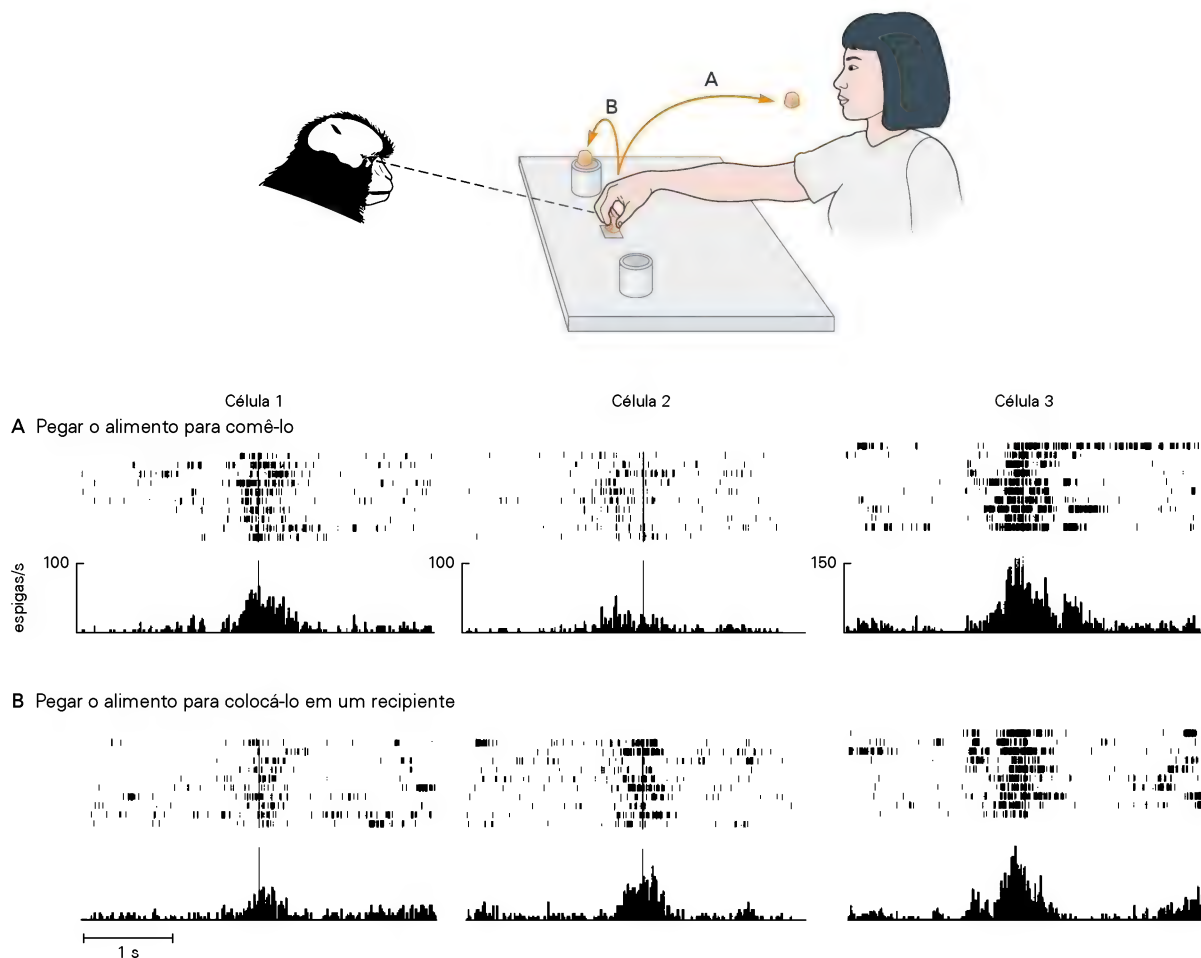 A
B
Célula 1
Célula 2
Célula 3
A Pegar o alimento para comê-lo
100
100
150
espigas/s
B Pegar o alimento para colocá-lo em um recipiente
1 s